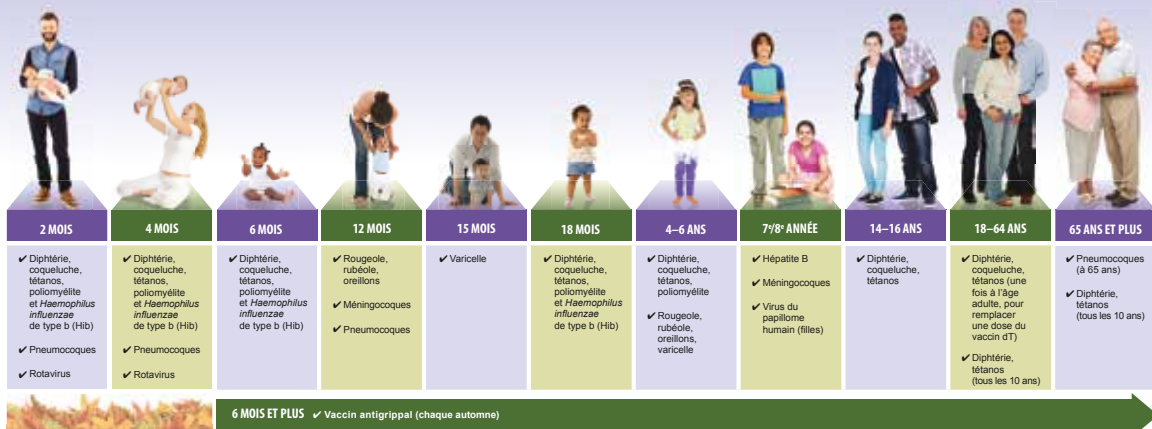 2 MOIS
✔ Diphtérie,
coqueluche,
tétanos,
poliomyélite
et Haemophilus
influenzae
de type b (Hib)
✔ Pneumocoques
✔ Rotavirus
4 MOIS
✔ Diphtérie,
coqueluche,
tétanos,
poliomyélite
et Haemophilus
influenzae
de type b (Hib)
✔ Pneumocoques
✔ Rotavirus
6 MOIS
✔ Diphtérie,
coqueluche,
tétanos,
poliomyélite
et Haemophilus
influenzae
de type b (Hib)
12 MOIS
✔ Rougeole,
rubéole,
oreillons
✔ Méningocoques
✔ Pneumocoques
15 MOIS
✔ Varicelle
18 MOIS
✔ Diphtérie,
coqueluche,
tétanos,
poliomyélite
et Haemophilus
influenzae
de type b (Hib)
4–6 ANS
✔ Diphtérie,
coqueluche,
tétanos,
poliomyélite
✔ Rougeole,
rubéole,
oreillons,
varicelle
7e/8e ANNÉE
✔ Hépatite B
✔ Méningocoques
✔ Virus du
papillome
humain (filles)
14–16 ANS
✔ Diphtérie,
coqueluche,
tétanos
18–64 ANS
✔ Diphtérie,
coqueluche,
tétanos (une
fois à l'âge
adulte, pour
remplacer
une dose du
vaccin dT)
✔ Diphtérie,
tétanos
(tous les 10 ans)
65 ANS ET PLUS
✔ Pneumocoques
(à 65 ans)
✔ Diphtérie,
tétanos
(tous les 10 ans)
6 MOIS ET PLUS ✔ Vaccin antigrippal (chaque automne)